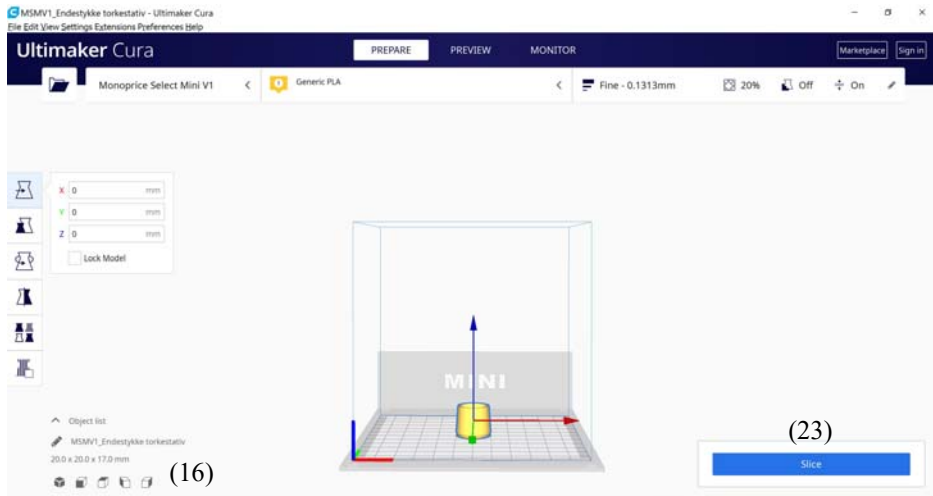 MSMV1_Endestykke torkestativ - Ultimaker Cura
File Edit View Settings Extensions Preferences Help
Ultimaker Cura
PREPARE
PREVIEW
MONITOR
Marketplace
Sign in
Monoprice Select Mini V1
Generic PLA
Fine - 0.1313mm
20%
Off
On
X 0 mm
Y 0 mm
Z 0 mm
Lock Model
MINI
Object list
MSMV1_Endestykke torkestativ
20.0 x 20.0 x 17.0 mm
(16)
(23)
Slice